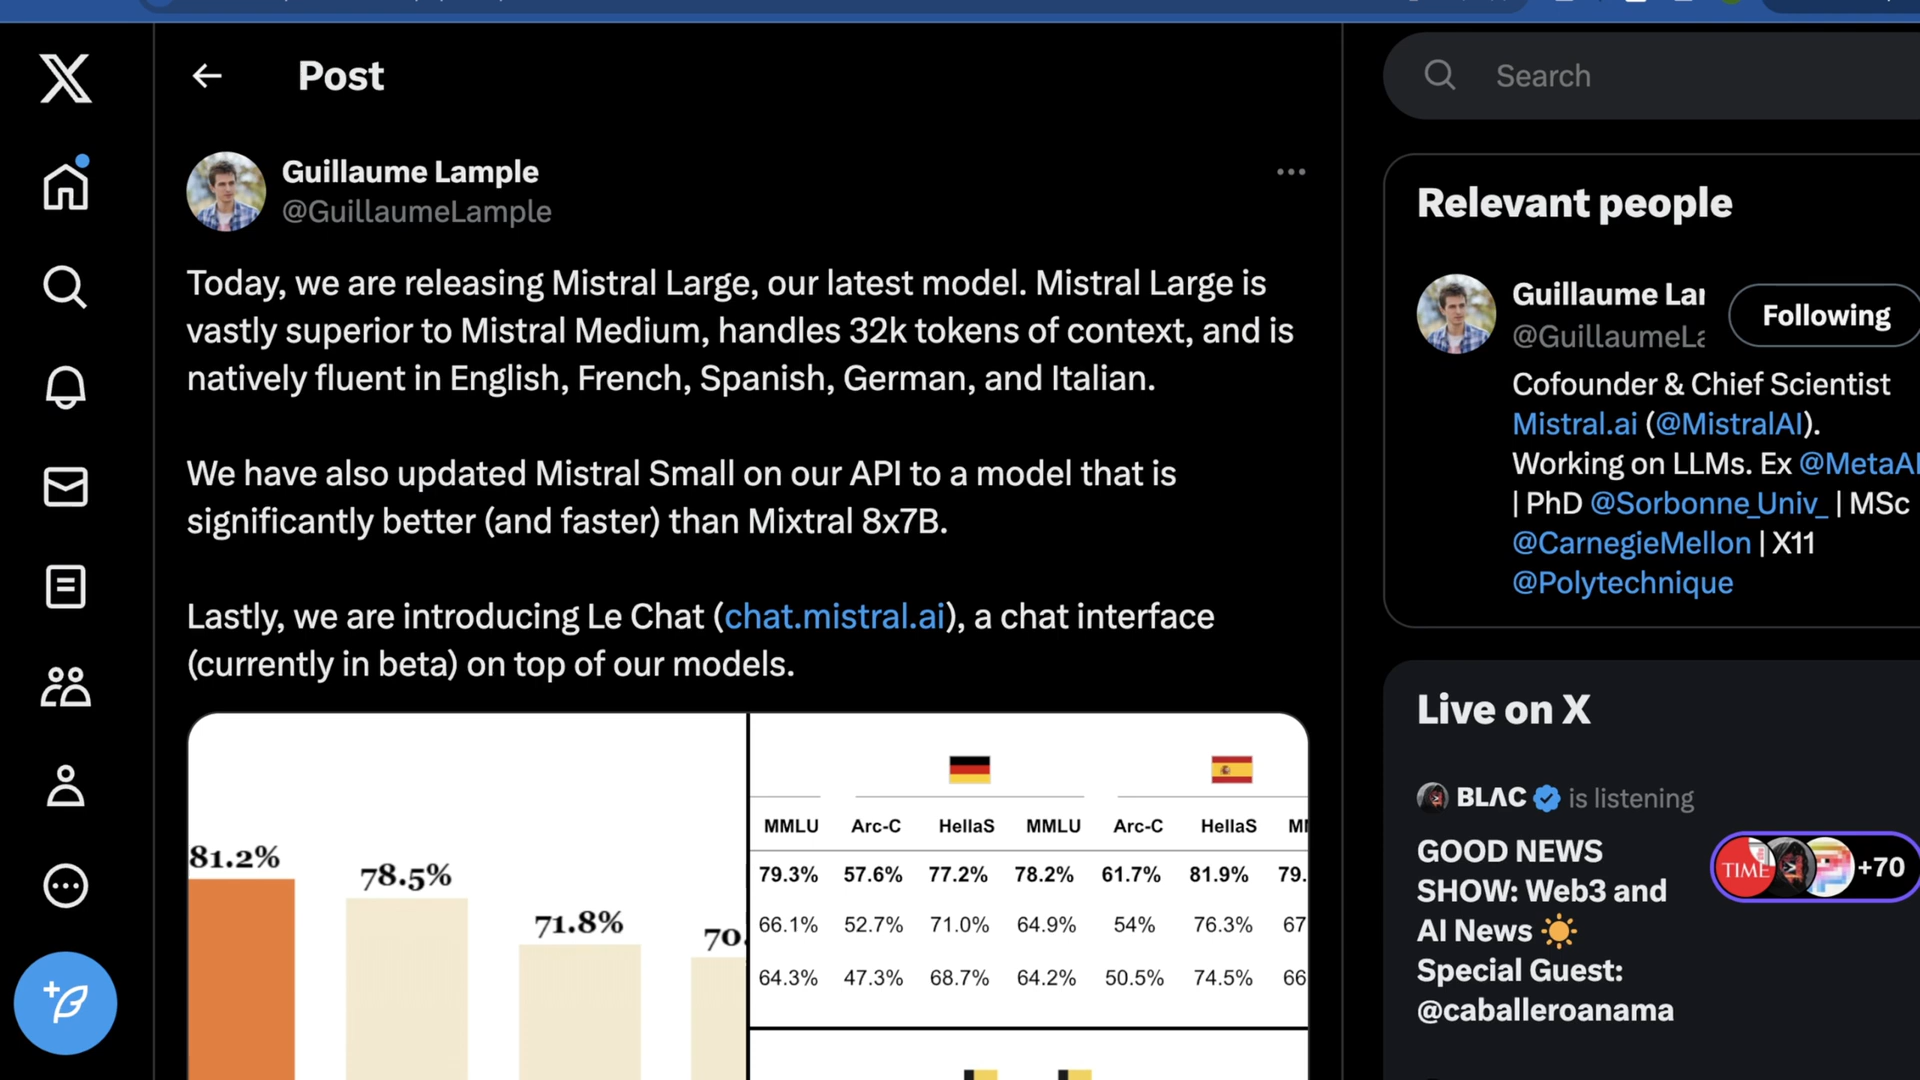 Post
Guillaume Lample
@GuillaumeLample
Today, we are releasing Mistral Large, our latest model. Mistral Large is
vastly superior to Mistral Medium, handles 32k tokens of context, and is
natively fluent in English, French, Spanish, German, and Italian.
We have also updated Mistral Small on our API to a model that is
significantly better (and faster) than Mixtral 8x7B.
Lastly, we are introducing Le Chat (chat.mistral.ai), a chat interface
(currently in beta) on top of our models.
81.2%
78.5%
71.8%
70.
MMLU Arc-C HellaS MMLU Arc-C HellaS
79.3% 57.6% 77.2% 78.2% 61.7% 81.9% 79.
66.1% 52.7% 71.0% 64.9% 54% 76.3% 67
64.3% 47.3% 68.7% 64.2% 50.5% 74.5% 66
Search
Relevant people
Guillaume
Following
Cofounder & Chief Scientist
Mistral.ai (@MistralAI).
Working on LLMs. Ex @MetaAI
| PhD @Sorbonne_Univ_ | MSc
@CarnegieMellon | X11
@Polytechnique
Live on X
BLΛC is listening
GOOD NEWS
SHOW: Web3 and
AI News
Special Guest:
@caballeroanama
TIME
+70